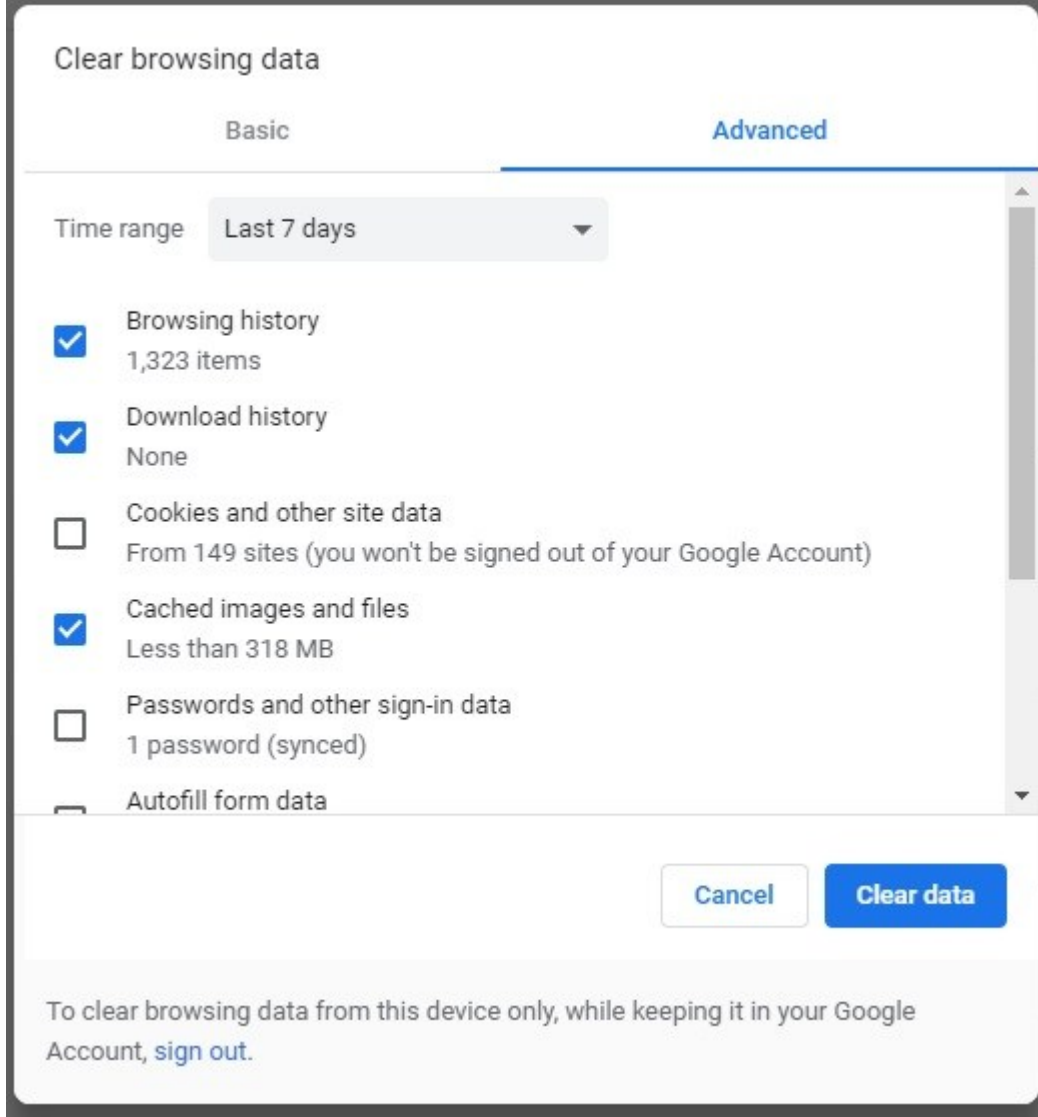 Clear browsing data
Basic
Advanced
Time range
Last 7 days
Browsing history
1,323 items
Download history
None
Cookies and other site data
From 149 sites (you won't be signed out of your Google Account)
Cached images and files
Less than 318 MB
Passwords and other sign-in data
1 password (synced)
Autofill form data
Cancel
Clear data
To clear browsing data from this device only, while keeping it in your Google
Account, sign out.